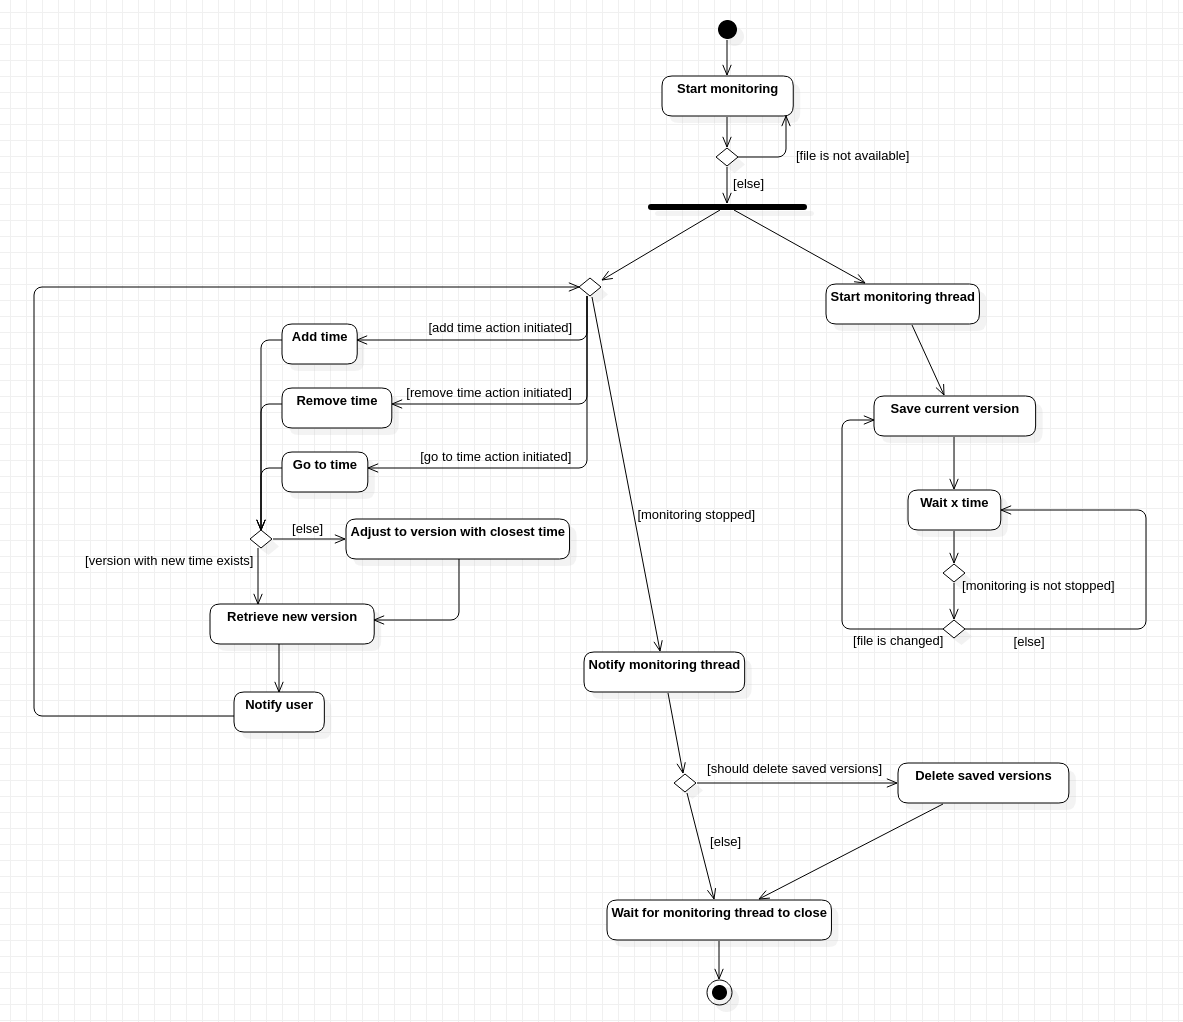 Start monitoring
[file is not available]
[else]
Start monitoring thread
[add time action initiated]
Add time
[remove time action initiated]
Remove time
Save current version
[go to time action initiated]
Go to time
Wait x time
[monitoring stopped]
[else]
Adjust to version with closest time
[version with new time exists]
[monitoring is not stopped]
Retrieve new version
[file is changed]
[else]
Notify monitoring thread
Notify user
[should delete saved versions]
Delete saved versions
[else]
Wait for monitoring thread to close